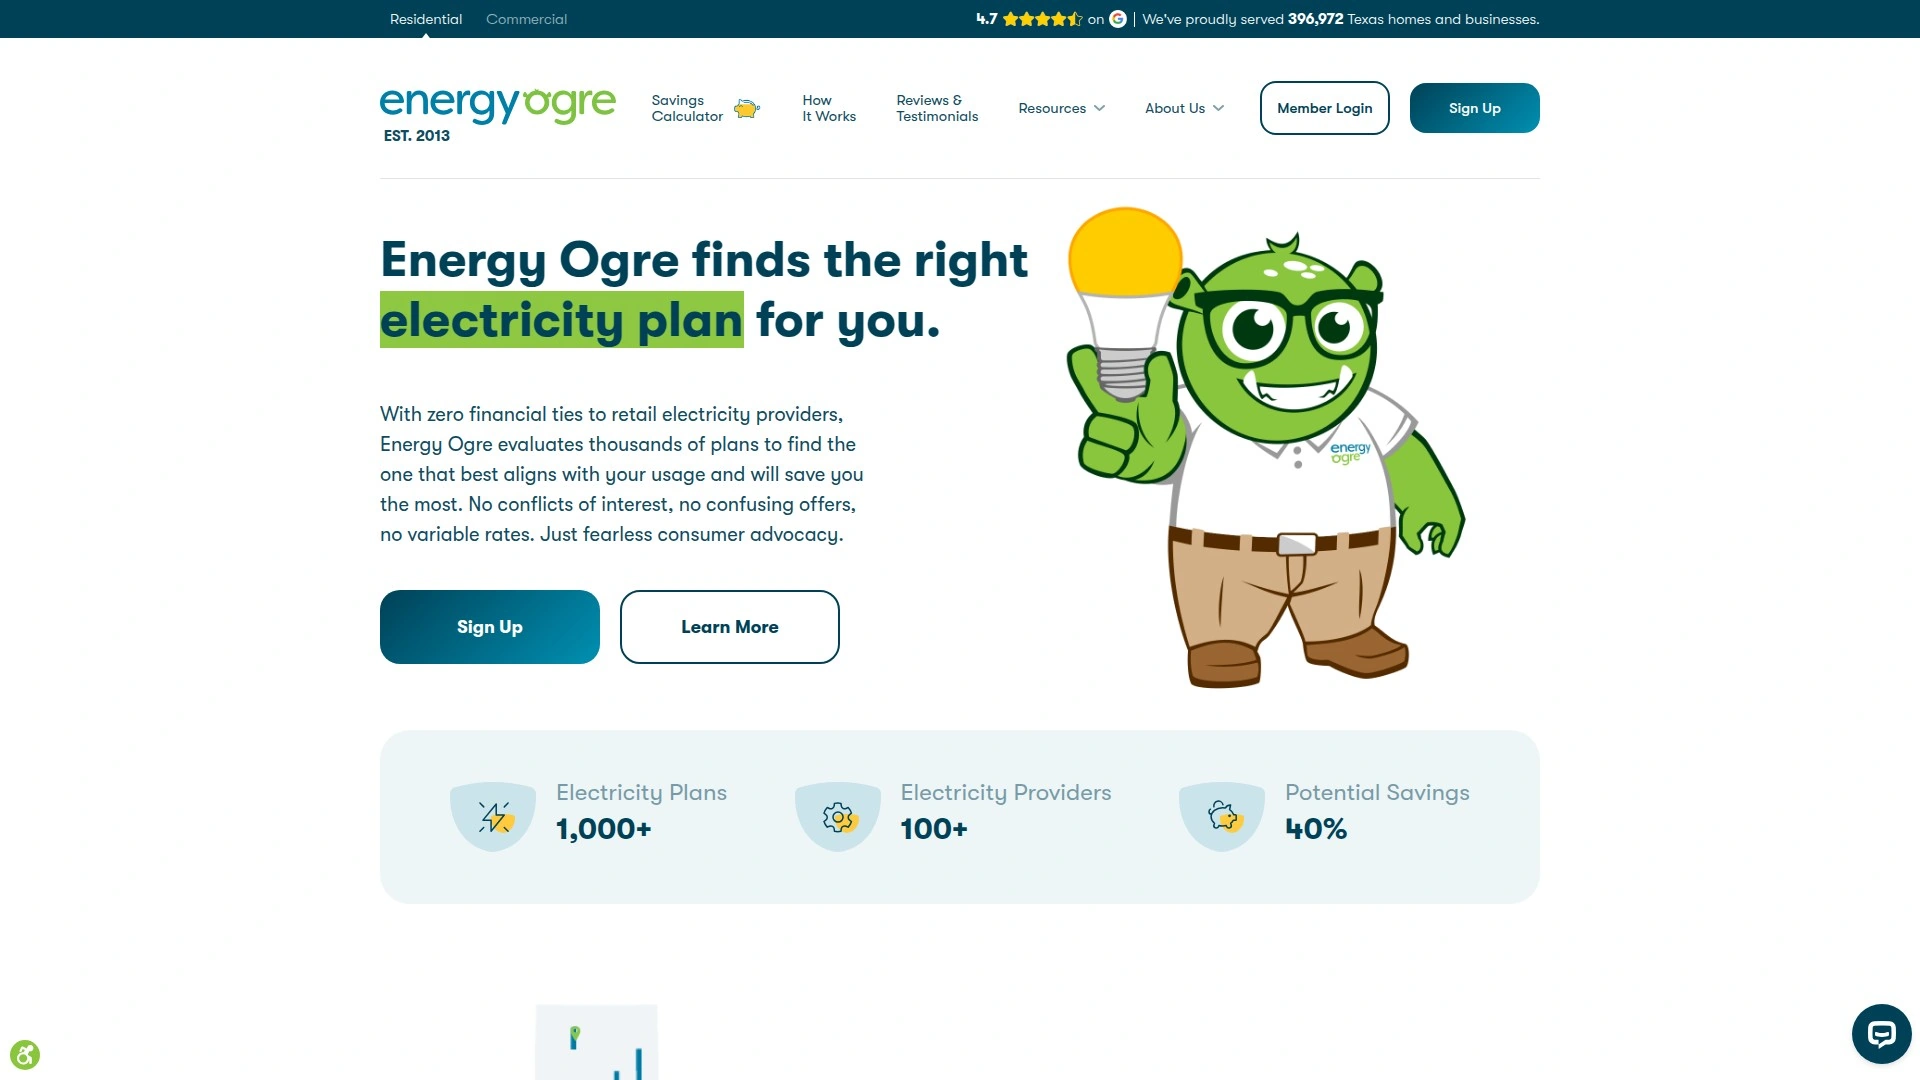 Residential
Commercial
4.7 on G | We've proudly served 396,972 Texas homes and businesses.
energy ogre
EST. 2013
Savings
Calculator
How
It Works
Reviews &
Testimonials
Resources
About Us
Member Login
Sign Up
Energy Ogre finds the right
electricity plan for you.
With zero financial ties to retail electricity providers,
Energy Ogre evaluates thousands of plans to find the
one that best aligns with your usage and will save you
the most. No conflicts of interest, no confusing offers,
no variable rates. Just fearless consumer advocacy.
energy
ogre
Sign Up
Learn More
Electricity Plans
1,000+
Electricity Providers
100+
Potential Savings
40%